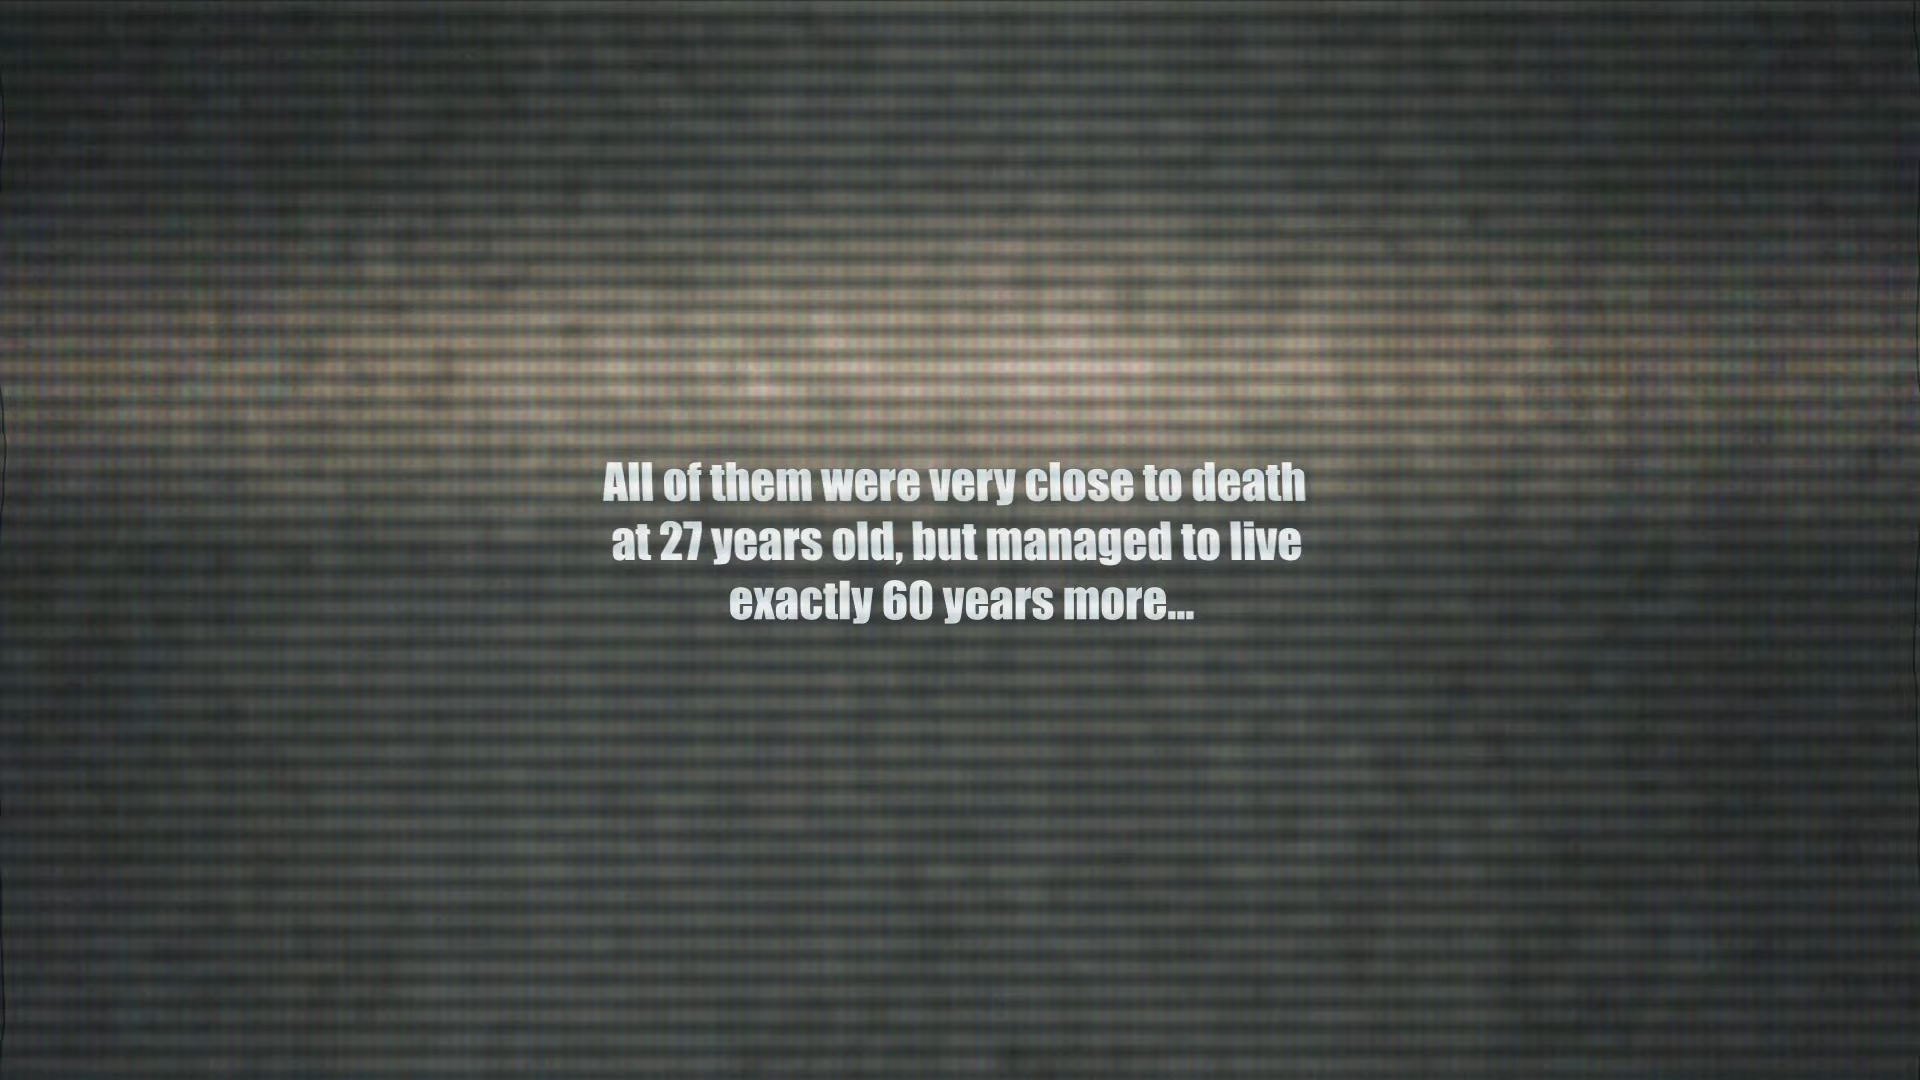 All of them were very close to death
at 27 years old, but managed to live
exactly 60 years more...